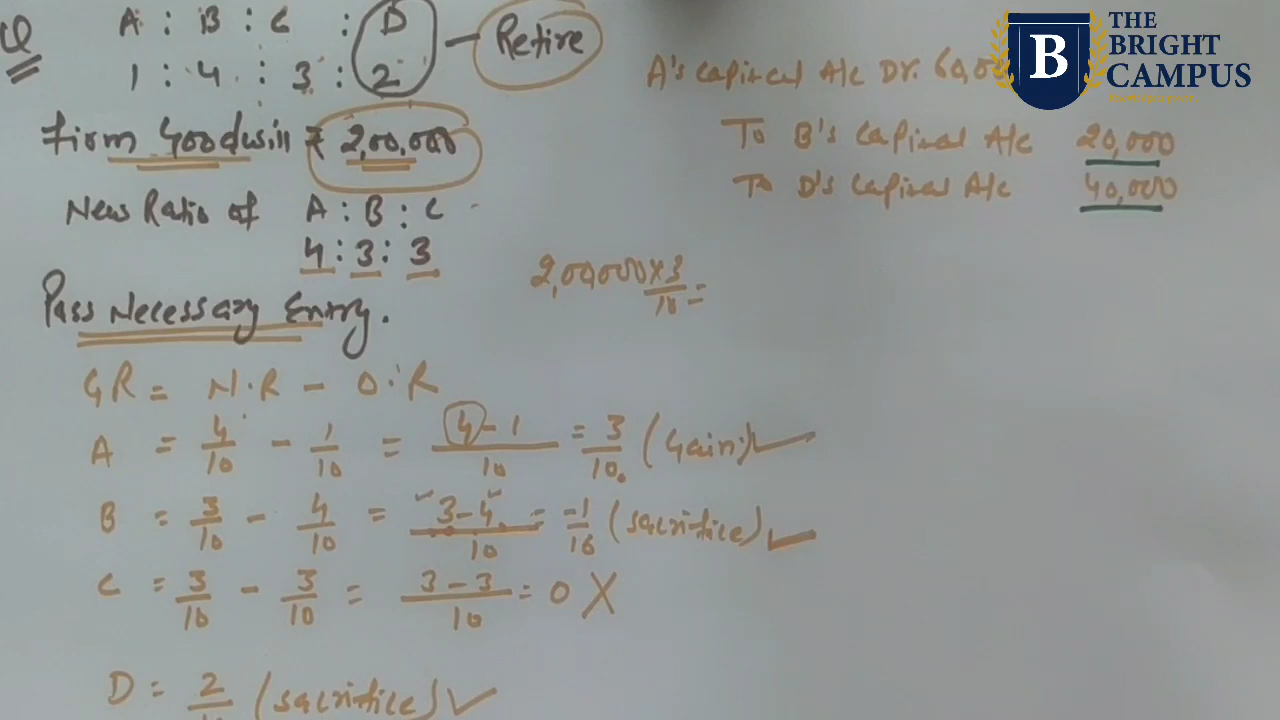 Q A : B : C : D — Retire
1 : 4 : 3 : 2
Firm Goodwill ₹ 2,00,000
New Ratio of A : B : C
4 : 3 : 3
Pass Necessary Entry.
GR = N.R - O.R
A = 4/10 - 1/10 = 4-1/10 = 3/10 (Gain)
B = 3/10 - 4/10 = 3-4/10 = -1/10 (sacrifice)
C = 3/10 - 3/10 = 3-3/10 = 0 X
D = 2/ (sacrifice)
2,00,000 x 3/10 =
A's Capital A/c Dr. 60,00
To B's Capital A/c 20,000
To D's Capital A/c 40,000
B
THE
BRIGHT
CAMPUS